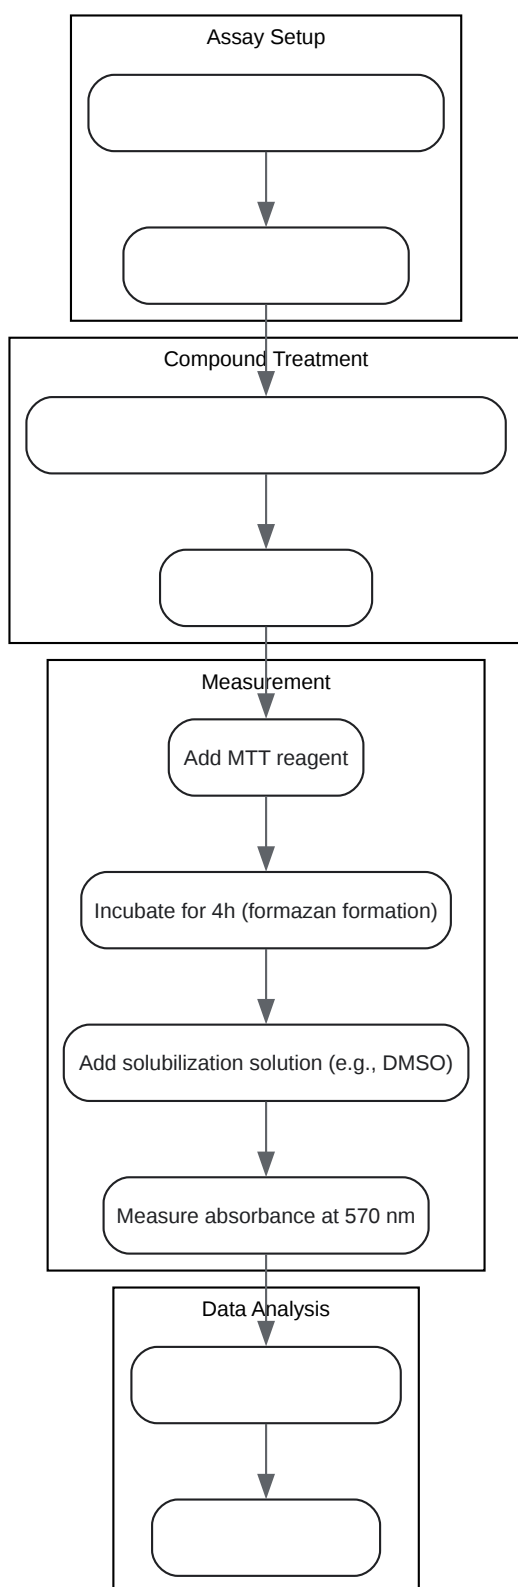 Assay Setup
Compound Treatment
Measurement
Add MTT reagent
Incubate for 4h (formazan formation)
Add solubilization solution (e.g., DMSO)
Measure absorbance at 570 nm
Data Analysis